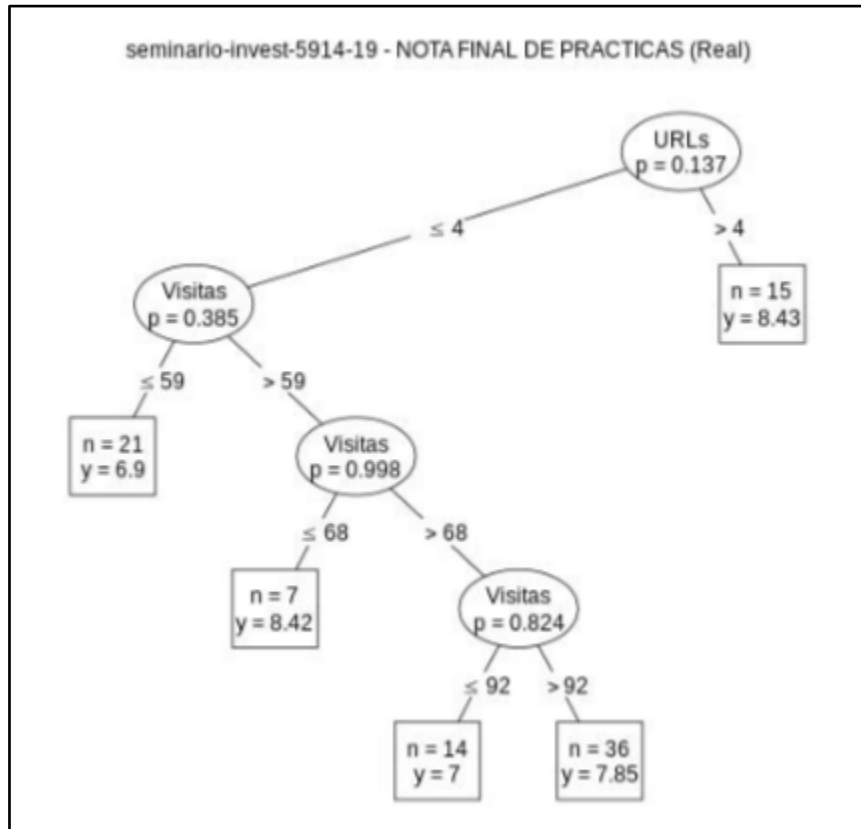 seminario-invest-5914-19 - NOTA FINAL DE PRACTICAS (Real)
URLs
p = 0.137
≤ 4
> 4
Visitas
p = 0.385
n = 15
y = 8.43
≤ 59
> 59
n = 21
y = 6.9
Visitas
p = 0.998
≤ 68
> 68
n = 7
y = 8.42
Visitas
p = 0.824
≤ 92
> 92
n = 14
y = 7
n = 36
y = 7.85